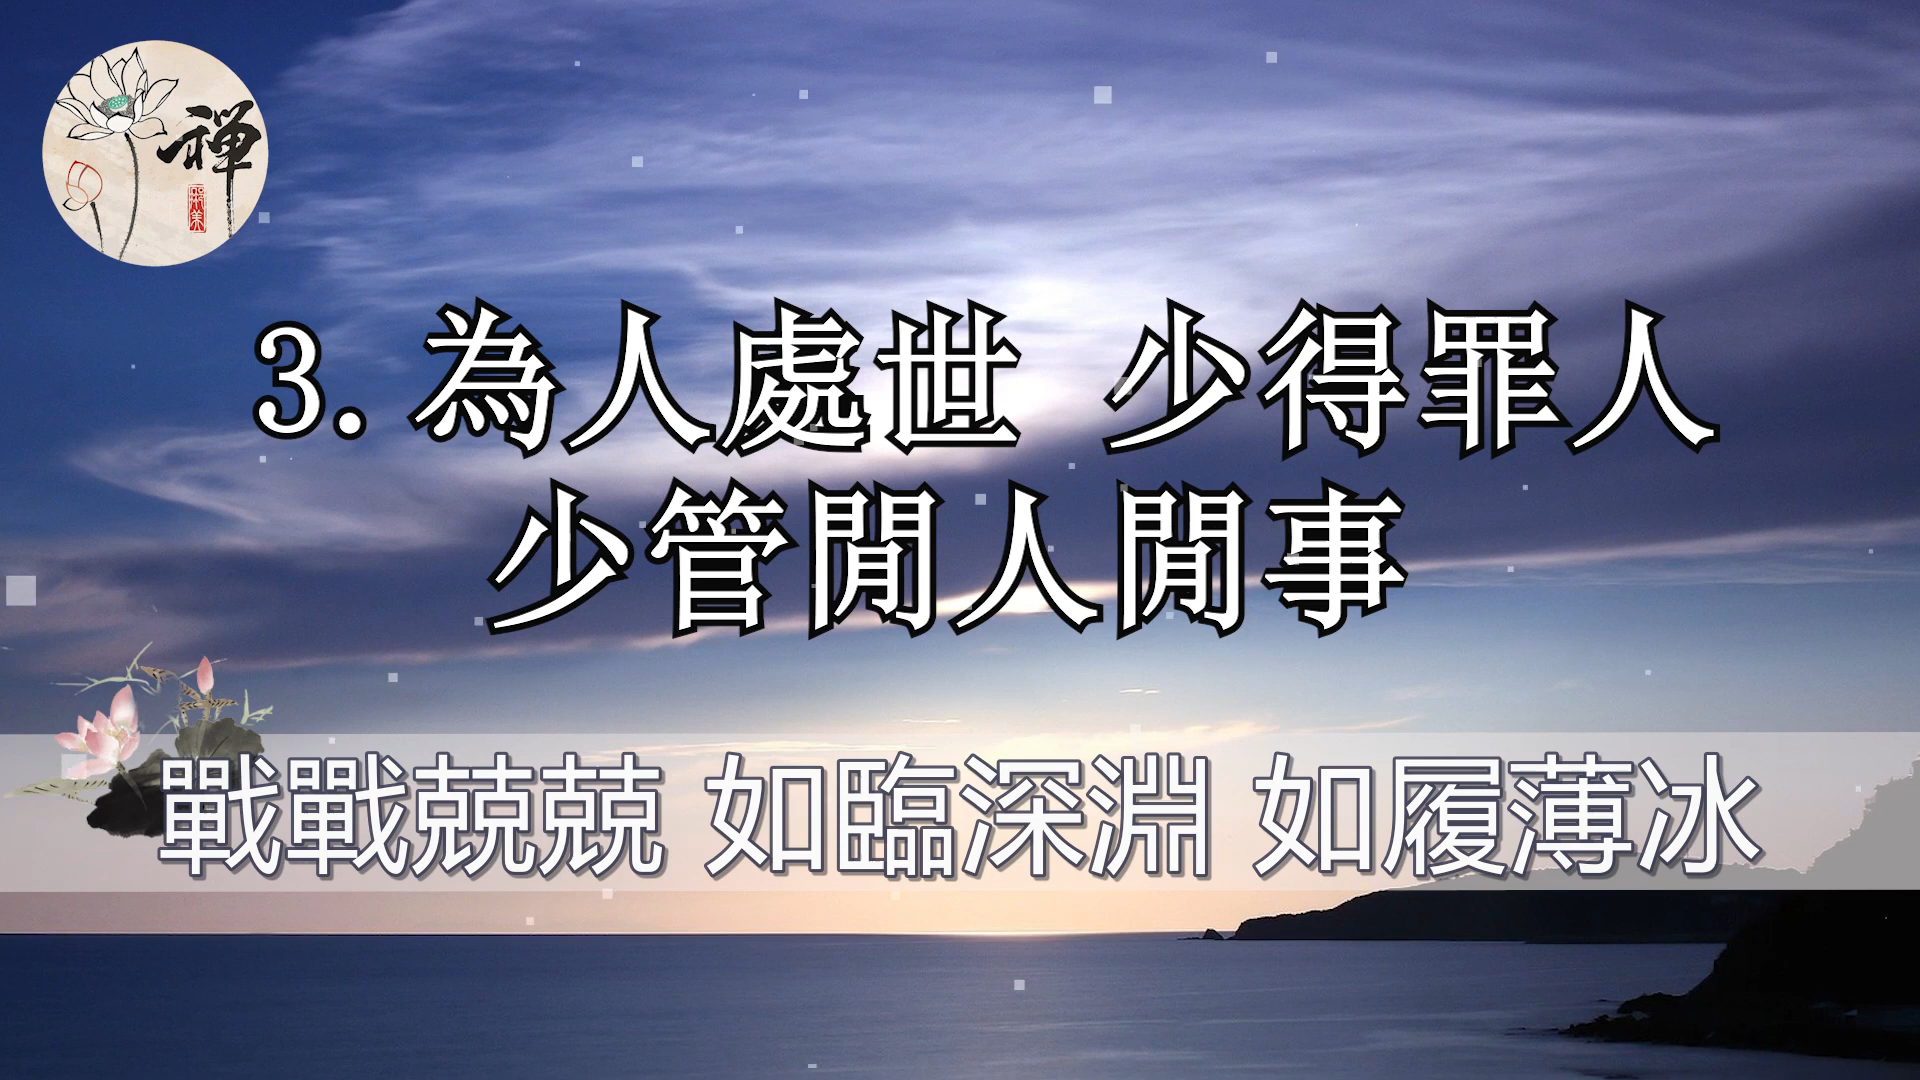 禅
3.為人處世 少得罪人
少管閒人閒事
戰戰兢兢 如臨深淵 如履薄冰